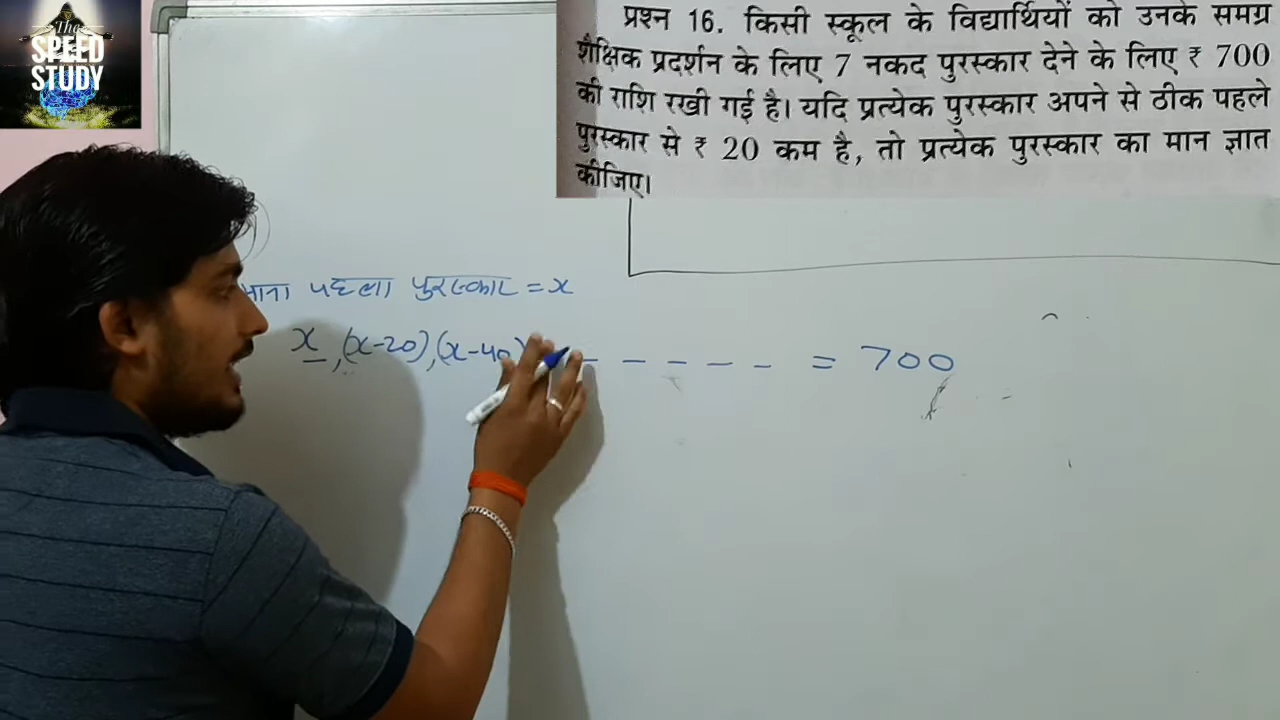 The
SPEED
STUDY
प्रश्न 16. किसी स्कूल के विद्यार्थियों को उनके समग्र
शैक्षिक प्रदर्शन के लिए 7 नकद पुरस्कार देने के लिए ₹ 700
की राशि रखी गई है। यदि प्रत्येक पुरस्कार अपने से ठीक पहले
पुरस्कार से ₹ 20 कम है, तो प्रत्येक पुरस्कार का मान ज्ञात
कीजिए।
माना पहला पुरस्कार = x
x, (x-20), (x-40) - - - - - = 700